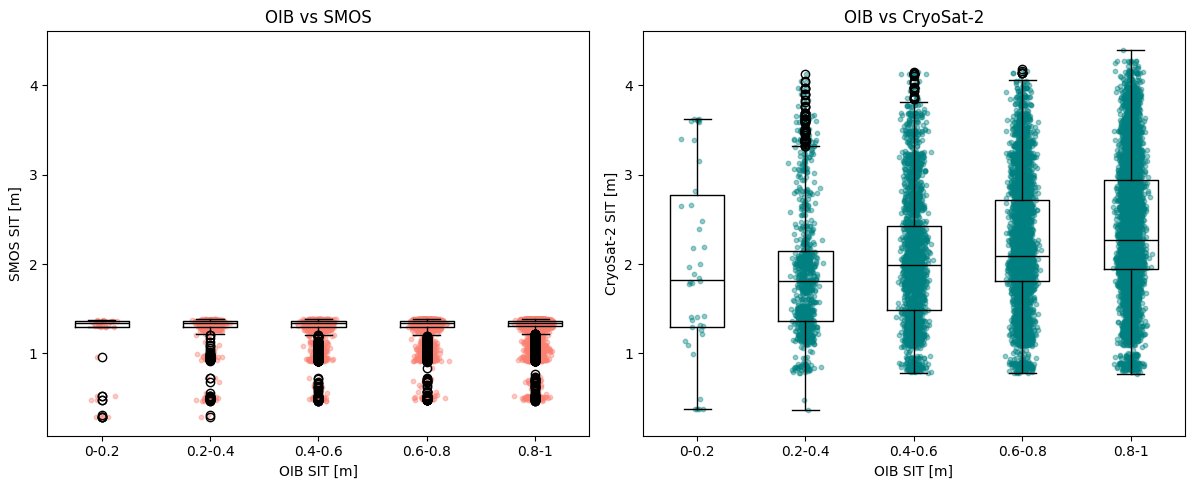 OIB vs SMOS
SMOS SIT [m]
4
3
2
1
0-0.2 0.2-0.4 0.4-0.6 0.6-0.8 0.8-1
OIB SIT [m]
OIB vs CryoSat-2
CryoSat-2 SIT [m]
4
3
2
1
0-0.2 0.2-0.4 0.4-0.6 0.6-0.8 0.8-1
OIB SIT [m]